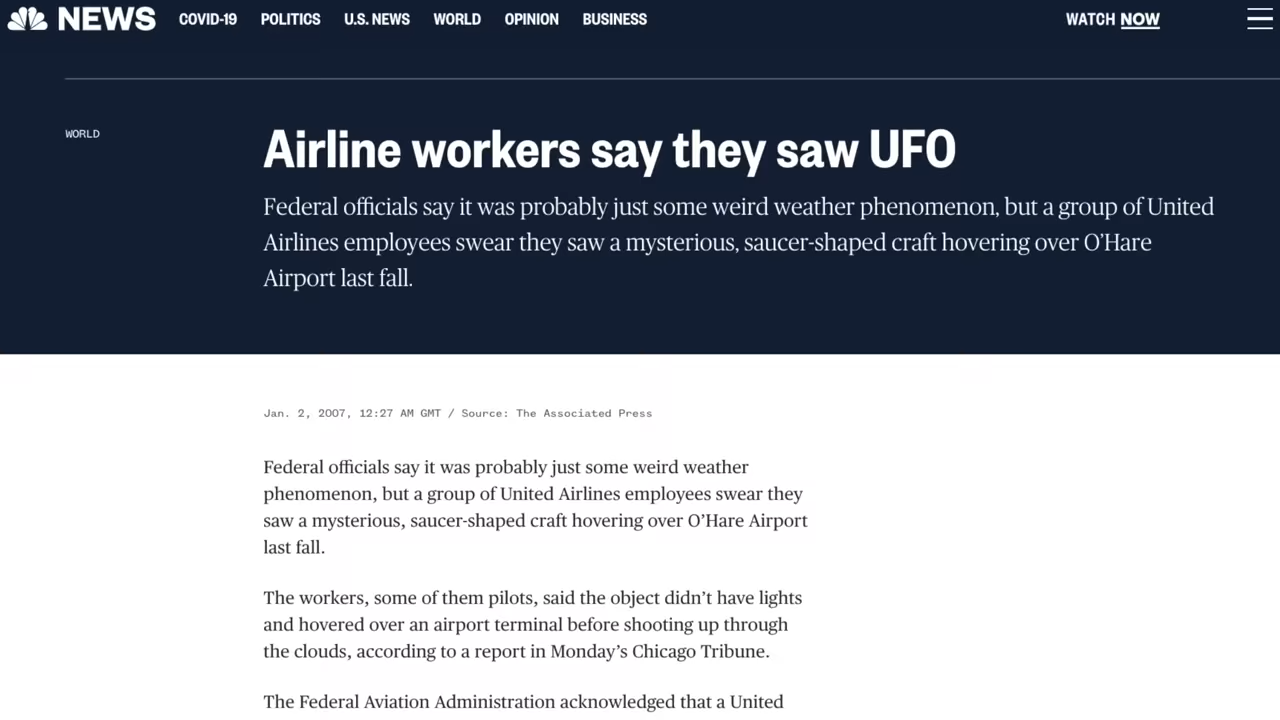 NEWS COVID-19 POLITICS U.S. NEWS WORLD OPINION BUSINESS WATCH NOW
WORLD
Airline workers say they saw UFO
Federal officials say it was probably just some weird weather phenomenon, but a group of United
Airlines employees swear they saw a mysterious, saucer-shaped craft hovering over O’Hare
Airport last fall.
Jan. 2, 2007, 12:27 AM GMT / Source: The Associated Press
Federal officials say it was probably just some weird weather
phenomenon, but a group of United Airlines employees swear they
saw a mysterious, saucer-shaped craft hovering over O’Hare Airport
last fall.
The workers, some of them pilots, said the object didn’t have lights
and hovered over an airport terminal before shooting up through
the clouds, according to a report in Monday’s Chicago Tribune.
The Federal Aviation Administration acknowledged that a United